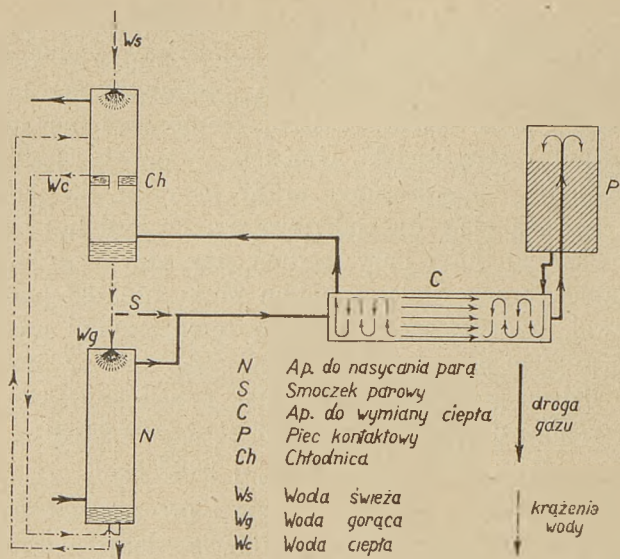 Ws
Wc
Ch
P
C
S
Wg
N
N Ap. do nasycania parą
S Smoczek parowy
C Ap. do wymiany ciepła
P Piec kontaktowy
Ch Chłodnica
Ws Woda świeża
Wg Woda gorąca
Wc Woda ciepła
droga
gazu
krążenia
wody